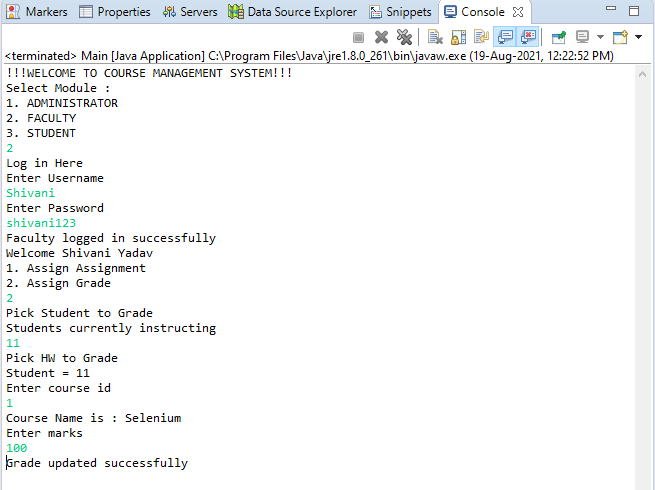 Markers Properties Servers Data Source Explorer Snippets Console
<terminated> Main [Java Application] C:\Program Files\Java\jre1.8.0_261\bin\javaw.exe (19-Aug-2021, 12:22:52 PM)
!!!WELCOME TO COURSE MANAGEMENT SYSTEM!!!
Select Module :
1. ADMINISTRATOR
2. FACULTY
3. STUDENT
2
Log in Here
Enter Username
Shivani
Enter Password
shivani123
Faculty logged in successfully
Welcome Shivani Yadav
1. Assign Assignment
2. Assign Grade
2
Pick Student to Grade
Students currently instructing
11
Pick HW to Grade
Student = 11
Enter course id
1
Course Name is : Selenium
Enter marks
100
Grade updated successfully